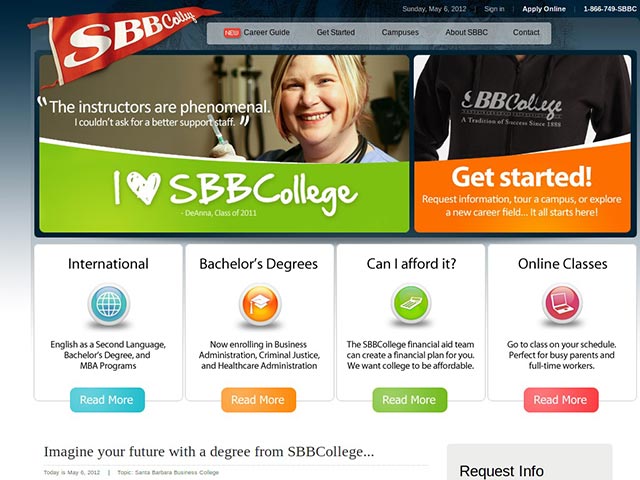 SBBColleg
Sunday, May 6, 2012 | Sign in | Apply Online | 1-866-749-SBBC
NEW Career Guide Get Started Campuses About SBBC Contact
“The instructors are phenomenal.
I couldn't ask for a better support staff.”
I SBBCollege
- DeAnna, Class of 2011
SBBCollege
A Tradition of Success Since 1888
Get started!
Request information, tour a campus, or explore
a new career field... It all starts here!
International
English as a Second Language,
Bachelor's Degree, and
MBA Programs
Read More
Bachelor's Degrees
Now enrolling in Business
Administration, Criminal Justice,
and Healthcare Administration
Read More
Can I afford it?
The SBBCollege financial aid team
can create a financial plan for you.
We want college to be affordable.
Read More
Online Classes
Go to class on your schedule.
Perfect for busy parents and
full-time workers.
Read More
Imagine your future with a degree from SBBCollege...
Today is May 6, 2012 | Topic: Santa Barbara Business College
Request Info